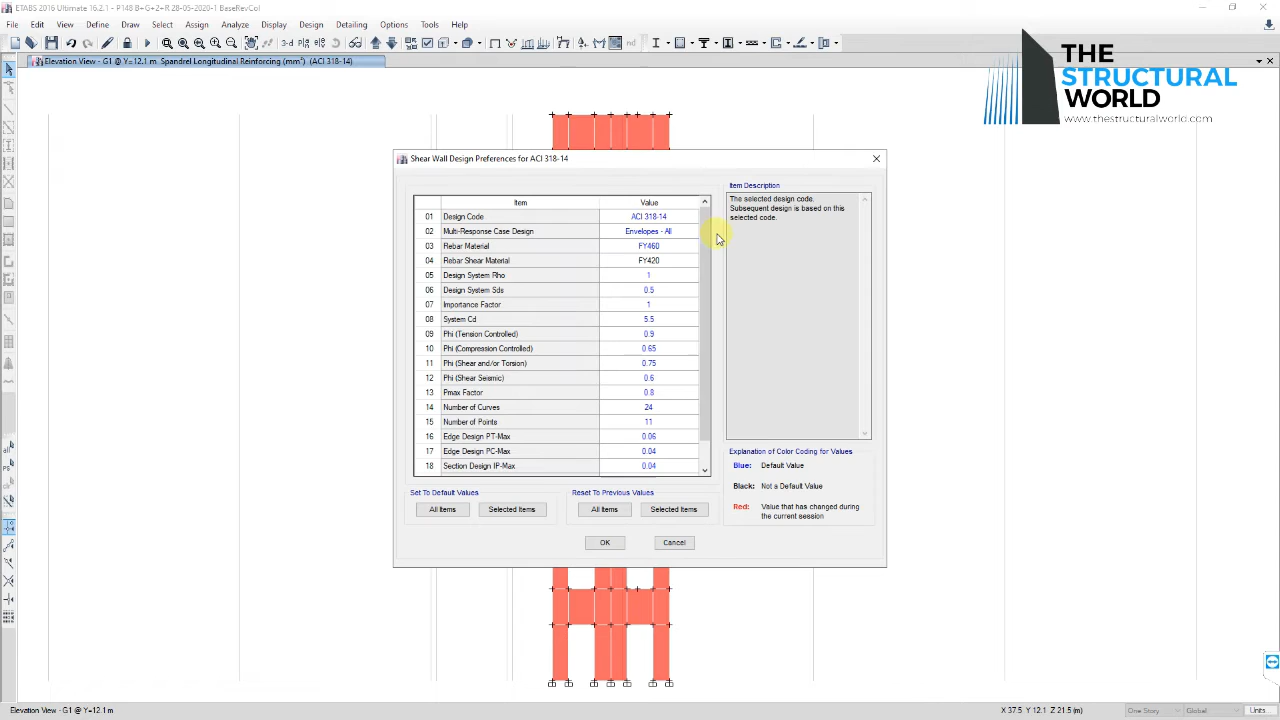 ETABS 2016 Ultimate 16.2.1 - P148 B+G+2+R 28-05-2020 BaseRevCol
File Edit View Define Draw Select Assign Analyze Display Design Detailing Options Tools Help
3-d
nd
Elevation View - G1 @ Y=12.1 m Spandrel Longitudinal Reinforcing (mm²) (ACI 318-14)
THE
STRUCTURAL
WORLD
www.thestructuralworld.com
Shear Wall Design Preferences for ACI 318-14
Item Value
01 Design Code ACI 318-14
02 Multi-Response Case Design Envelopes - All
03 Rebar Material FY460
04 Rebar Shear Material FY420
05 Design System Rho 1
06 Design System Sds 0.5
07 Importance Factor 1
08 System Cd 5.5
09 Phi (Tension Controlled) 0.9
10 Phi (Compression Controlled) 0.65
11 Phi (Shear and/or Torsion) 0.75
12 Phi (Shear Seismic) 0.6
13 Pmax Factor 0.8
14 Number of Curves 24
15 Number of Points 11
16 Edge Design PT-Max 0.06
17 Edge Design PC-Max 0.04
18 Section Design IP-Max 0.04
Item Description
The selected design code.
Subsequent design is based on this
selected code.
Explanation of Color Coding for Values
Blue: Default Value
Black: Not a Default Value
Red: Value that has changed during
the current session
Set To Default Values
All Items Selected Items
Reset To Previous Values
All Items Selected Items
OK Cancel
all
Elevation View - G1 @ Y=12.1 m
X 37.5 Y 12.1 Z 21.5 (m)
One Story Global Units...